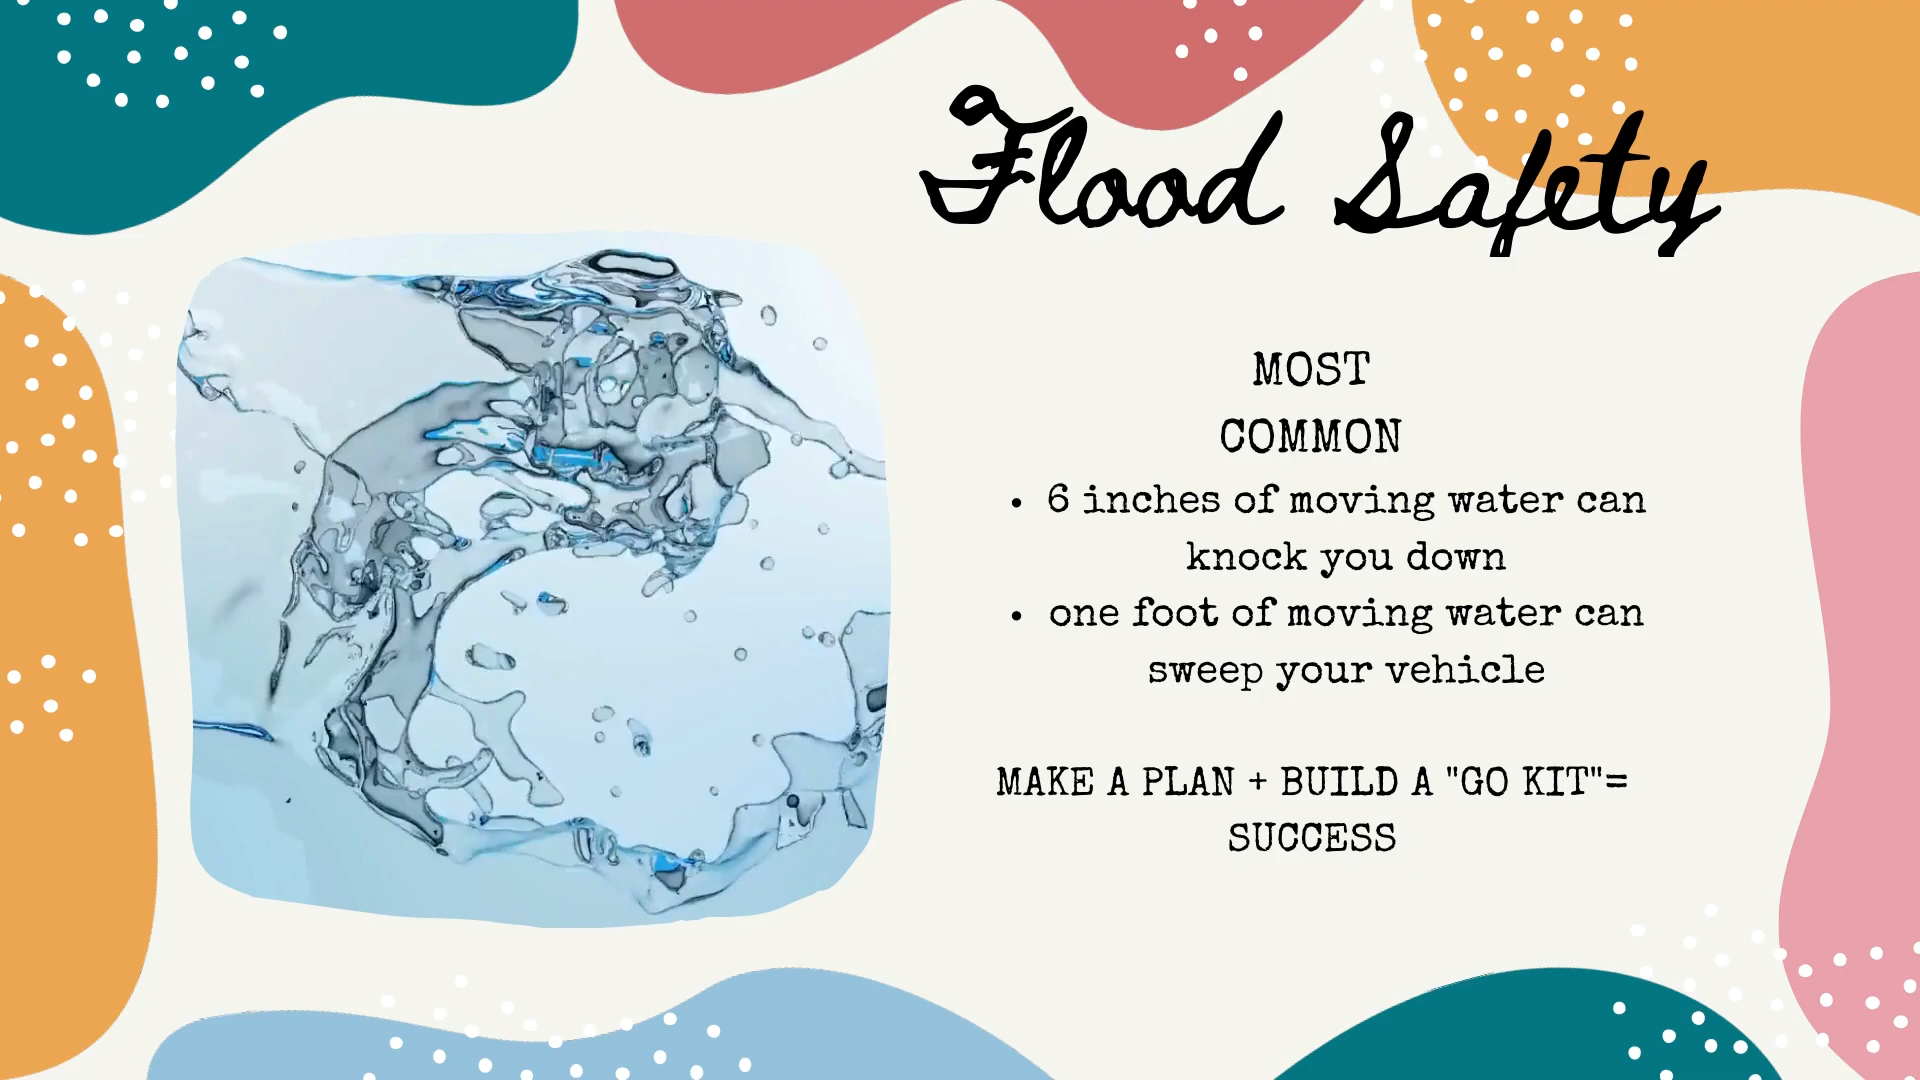 Flood Safety
MOST
COMMON
• 6 inches of moving water can
knock you down
• one foot of moving water can
sweep your vehicle
MAKE A PLAN + BUILD A "GO KIT"=
SUCCESS